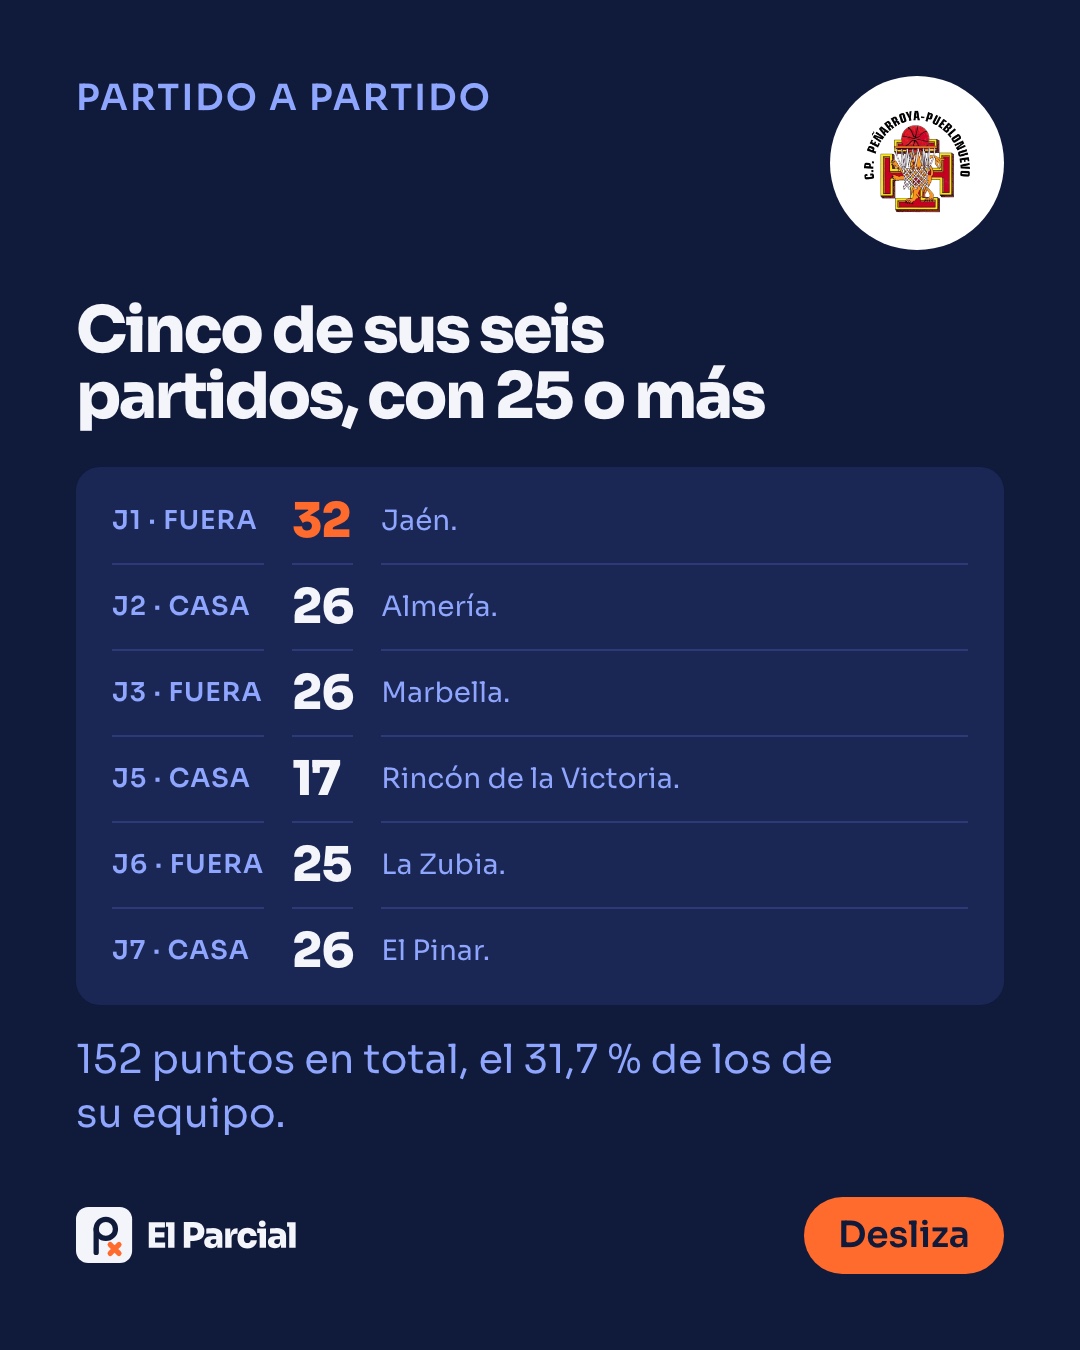 PARTIDO A PARTIDO
C.P. PEÑARROYA-PUEBLONUEVO
Cinco de sus seis
partidos, con 25 o más
J1 · FUERA 32 Jaén.
J2 · CASA 26 Almería.
J3 · FUERA 26 Marbella.
J5 · CASA 17 Rincón de la Victoria.
J6 · FUERA 25 La Zubia.
J7 · CASA 26 El Pinar.
152 puntos en total, el 31,7 % de los de
su equipo.
El Parcial
Desliza